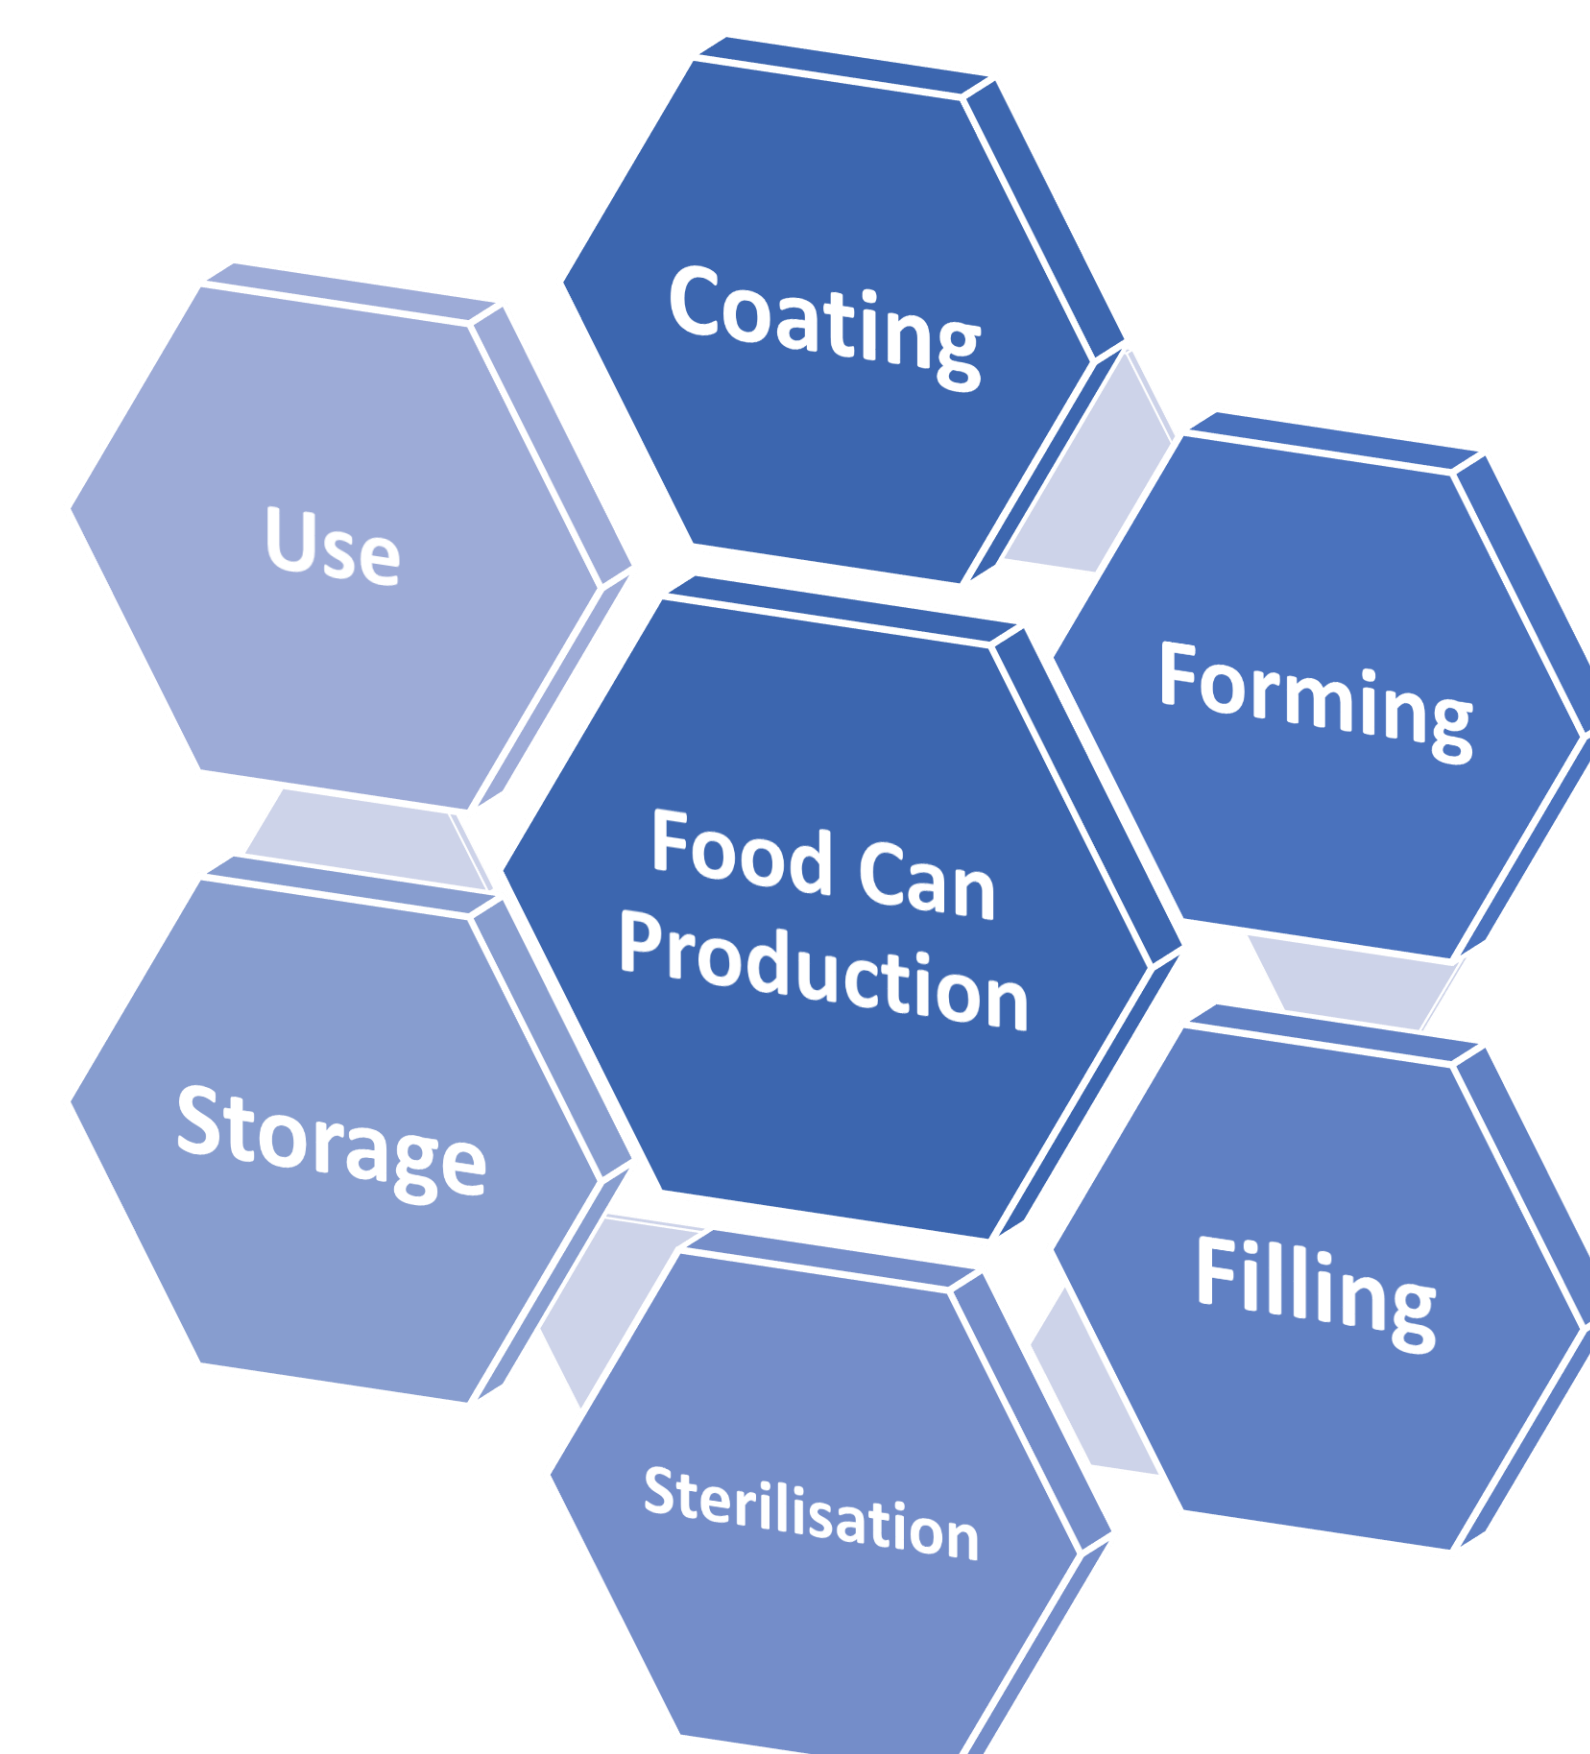 Coating
Forming
Filling
Sterilisation
Storage
Use
Food Can
Production